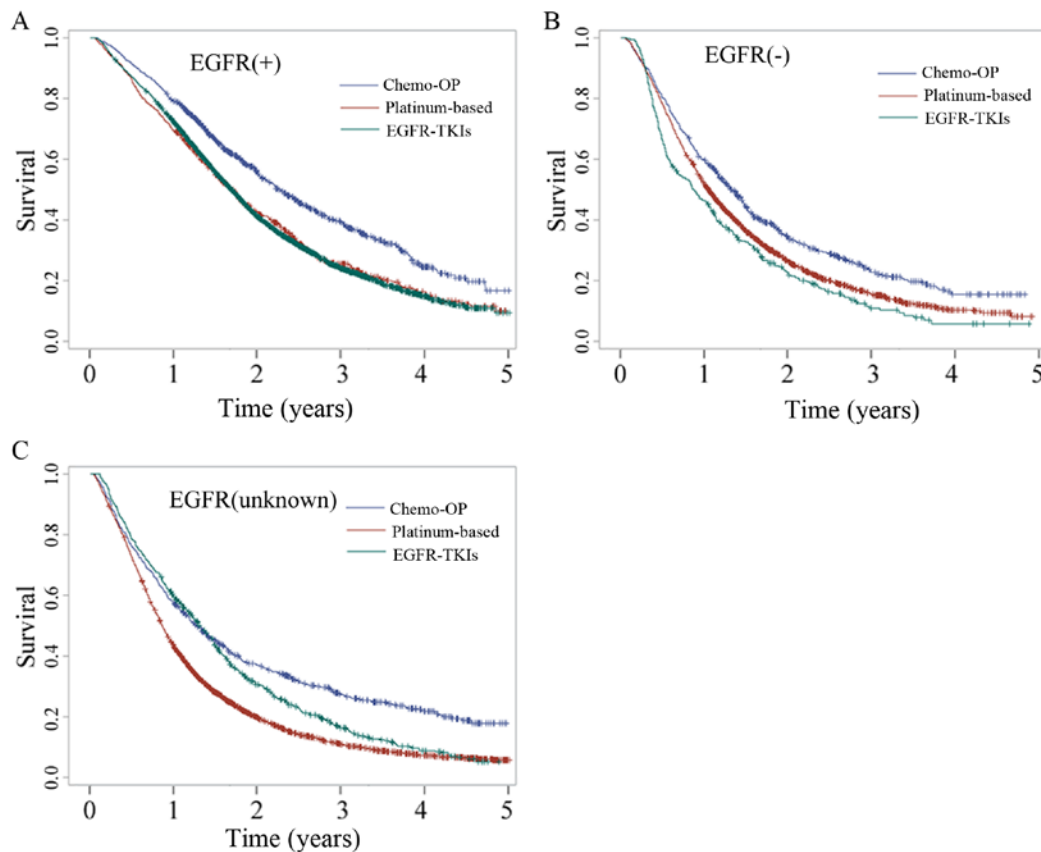 A
EGFR(+)
Chemo-OP
Platinum-based
EGFR-TKIs
Surviral
1.0
0.8
0.6
0.4
0.2
0.0
0 1 2 3 4 5
Time (years)
B
EGFR(-)
Chemo-OP
Platinum-based
EGFR-TKIs
Surviral
1.0
0.8
0.6
0.4
0.2
0.0
0 1 2 3 4 5
Time (years)
C
EGFR(unknown)
Chemo-OP
Platinum-based
EGFR-TKIs
Surviral
1.0
0.8
0.6
0.4
0.2
0.0
0 1 2 3 4 5
Time (years)